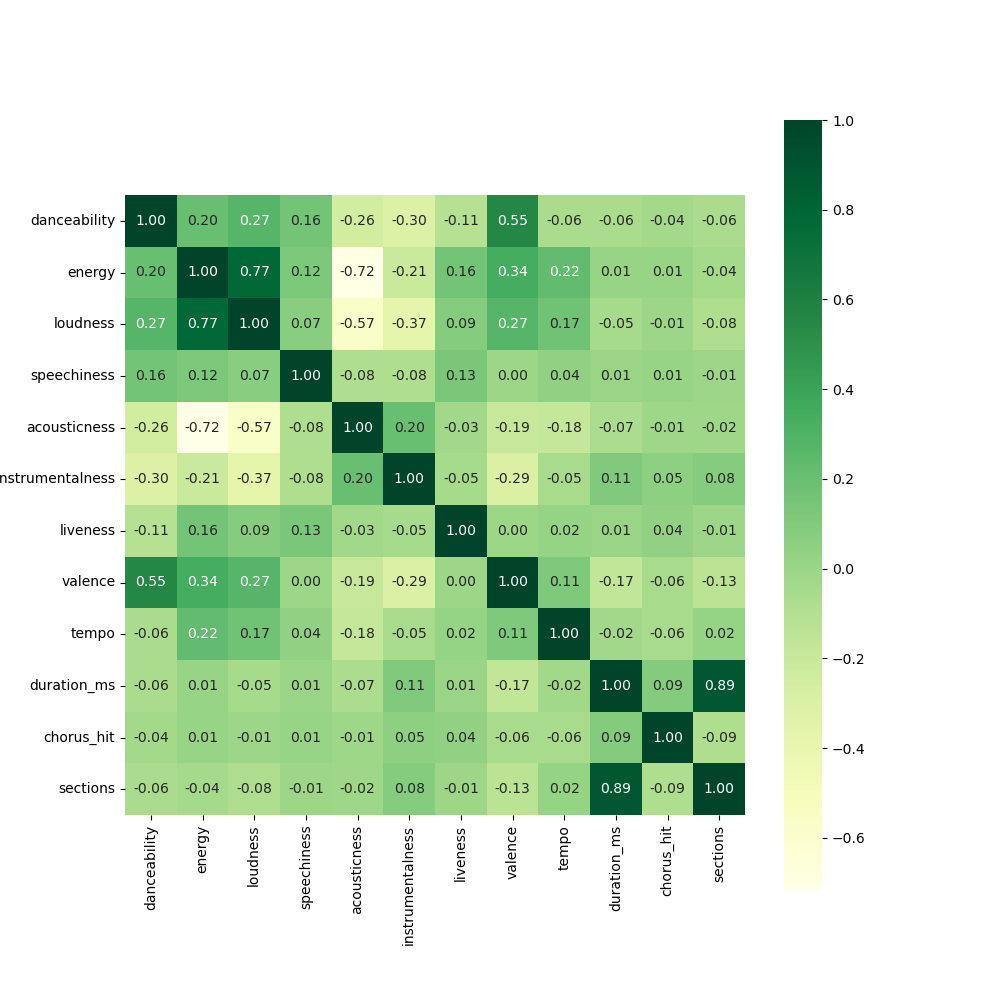 danceability 1.00 0.20 0.27 0.16 -0.26 -0.30 -0.11 0.55 -0.06 -0.06 -0.04 -0.06
energy 0.20 1.00 0.77 0.12 -0.72 -0.21 0.16 0.34 0.22 0.01 0.01 -0.04
loudness 0.27 0.77 1.00 0.07 -0.57 -0.37 0.09 0.27 0.17 -0.05 -0.01 -0.08
speechiness 0.16 0.12 0.07 1.00 -0.08 -0.08 0.13 0.00 0.04 0.01 0.01 -0.01
acousticness -0.26 -0.72 -0.57 -0.08 1.00 0.20 -0.03 -0.19 -0.18 -0.07 -0.01 -0.02
nstrumentalness -0.30 -0.21 -0.37 -0.08 0.20 1.00 -0.05 -0.29 -0.05 0.11 0.05 0.08
liveness -0.11 0.16 0.09 0.13 -0.03 -0.05 1.00 0.00 0.02 0.01 0.04 -0.01
valence 0.55 0.34 0.27 0.00 -0.19 -0.29 0.00 1.00 0.11 -0.17 -0.06 -0.13
tempo -0.06 0.22 0.17 0.04 -0.18 -0.05 0.02 0.11 1.00 -0.02 -0.06 0.02
duration_ms -0.06 0.01 -0.05 0.01 -0.07 0.11 0.01 -0.17 -0.02 1.00 0.09 0.89
chorus_hit -0.04 0.01 -0.01 0.01 -0.01 0.05 0.04 -0.06 -0.06 0.09 1.00 -0.09
sections -0.06 -0.04 -0.08 -0.01 -0.02 0.08 -0.01 -0.13 0.02 0.89 -0.09 1.00
danceability
energy
loudness
speechiness
acousticness
instrumentalness
liveness
valence
tempo
duration_ms
chorus_hit
sections
1.0
0.8
0.6
0.4
0.2
0.0
−0.2
−0.4
−0.6